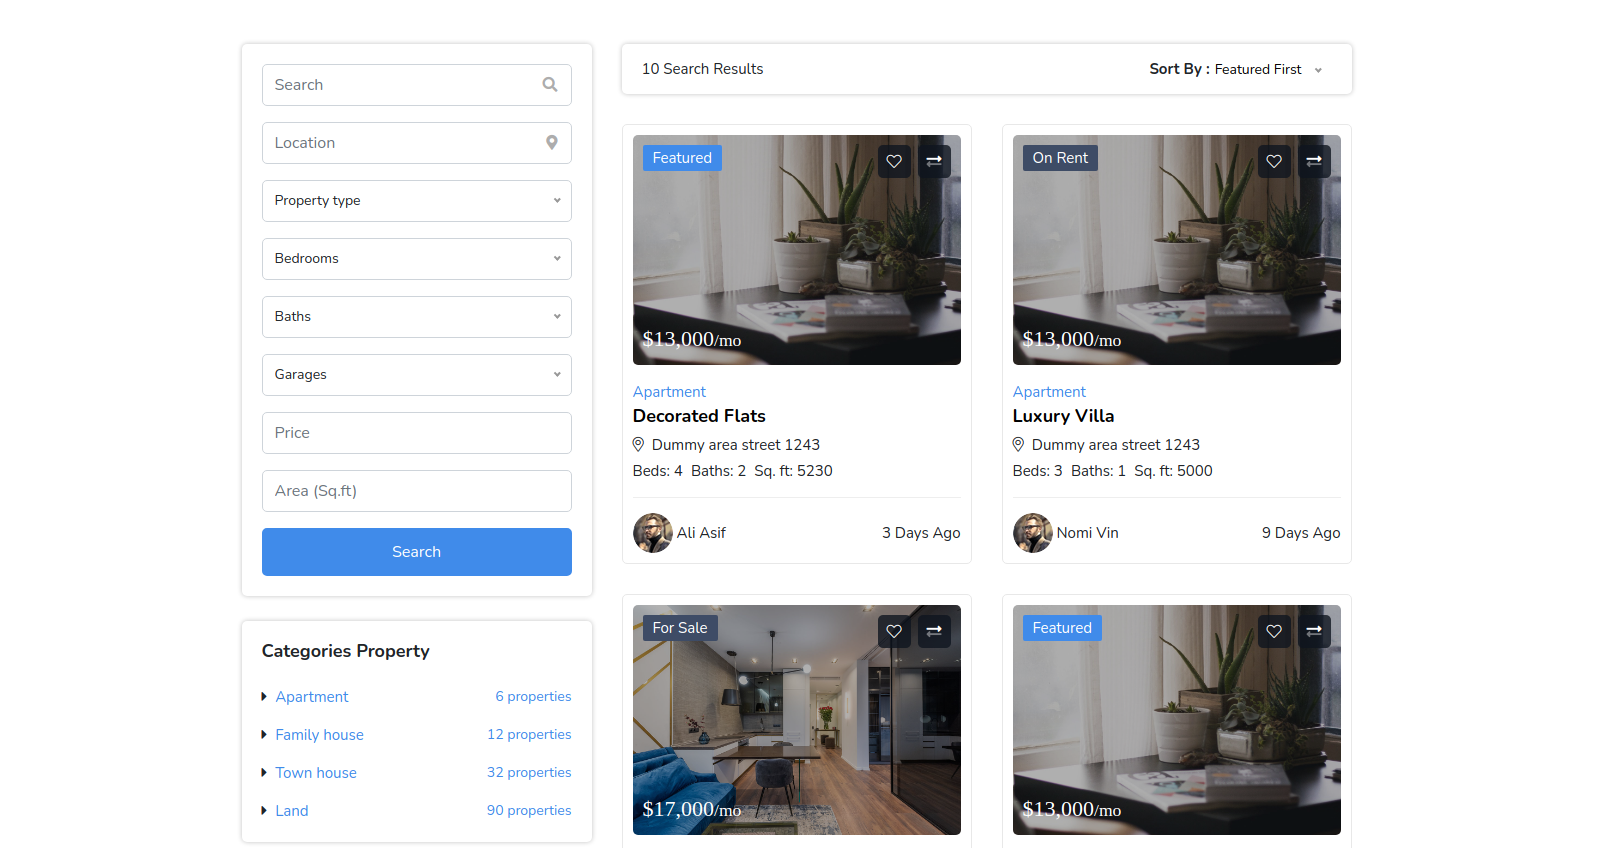 Search
Location
Property type
Bedrooms
Baths
Garages
Price
Area (Sq.ft)
Search
Categories Property
Apartment 6 properties
Family house 12 properties
Town house 32 properties
Land 90 properties
10 Search Results
Sort By : Featured First
Featured
$13,000/mo
Apartment
Decorated Flats
Dummy area street 1243
Beds: 4 Baths: 2 Sq. ft: 5230
Ali Asif 3 Days Ago
On Rent
$13,000/mo
Apartment
Luxury Villa
Dummy area street 1243
Beds: 3 Baths: 1 Sq. ft: 5000
Nomi Vin 9 Days Ago
For Sale
$17,000/mo
Featured
$13,000/mo